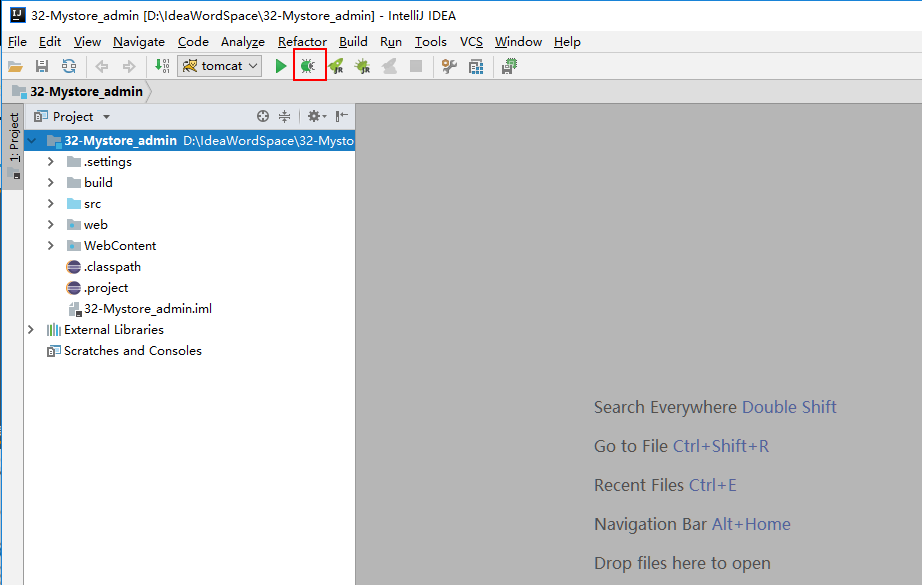 32-Mystore_admin [D:\IdeaWordSpace\32-Mystore_admin] - IntelliJ IDEA
File Edit View Navigate Code Analyze Refactor Build Run Tools VCS Window Help
tomcat
32-Mystore_admin
1: Project
Project
32-Mystore_admin D:\IdeaWordSpace\32-Mysto
.settings
build
src
web
WebContent
.classpath
.project
32-Mystore_admin.iml
External Libraries
Scratches and Consoles
Search Everywhere Double Shift
Go to File Ctrl+Shift+R
Recent Files Ctrl+E
Navigation Bar Alt+Home
Drop files here to open